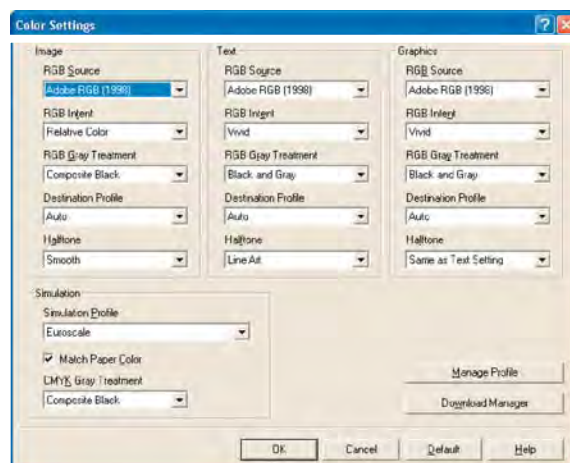 Color Settings
Image
RGB Source
Adobe RGB (1998)
RGB Intent
Relative Color
RGB Gray Treatment
Composite Black
Destination Profile
Auto
Halftone
Smooth
Text
RGB Source
Adobe RGB (1998)
RGB Intent
Vivid
RGB Gray Treatment
Black and Gray
Destination Profile
Auto
Halftone
Line Art
Graphics
RGB Source
Adobe RGB (1998)
RGB Intent
Vivid
RGB Gray Treatment
Black and Gray
Destination Profile
Auto
Halftone
Same as Text Setting
Simulation
Simulation Profile
Euroscale
Match Paper Color
CMYK Gray Treatment
Composite Black
Manage Profile
Download Manager
OK Cancel Default Help